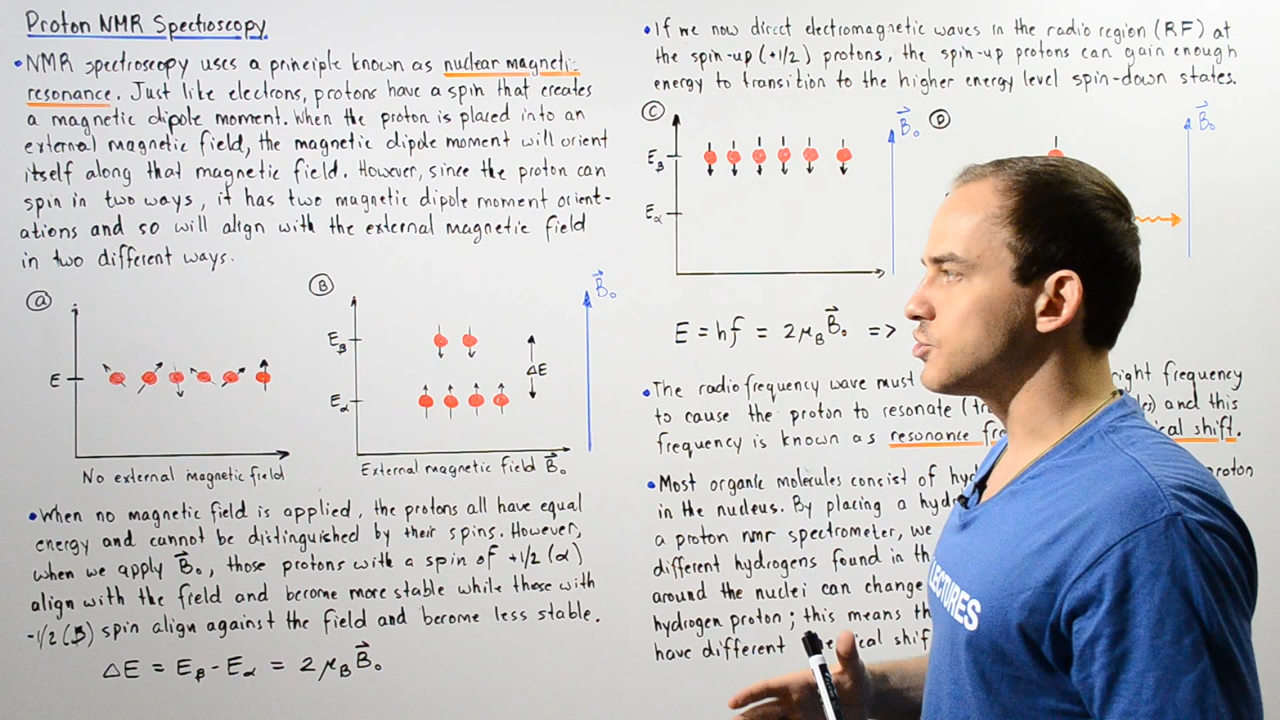 Proton NMR Spectroscopy
•NMR spectroscopy uses a principle known as nuclear magnetic
resonance. Just like electrons, protons have a spin that creates
a magnetic dipole moment. When the proton is placed into an
external magnetic field, the magnetic dipole moment will orient
itself along that magnetic field. However, since the proton can
spin in two ways, it has two magnetic dipole moment orient-
ations and so will align with the external magnetic field
in two different ways.
A
E
No external magnetic field
B
B⃗₀
Eβ
ΔE
Eα
External magnetic field B⃗₀
•When no magnetic field is applied, the protons all have equal
energy and cannot be distinguished by their spins. However,
when we apply B⃗₀, those protons with a spin of +1/2 (α)
align with the field and become more stable while those with
-1/2 (β) spin align against the field and become less stable.
ΔE = Eβ - Eα = 2μB B⃗₀
•If we now direct electromagnetic waves in the radio region (RF) at
the spin-up (+1/2) protons, the spin-up protons can gain enough
energy to transition to the higher energy level spin-down states.
C
B⃗₀
Eβ
Eα
D
B⃗₀
E = hf = 2μB B⃗₀ =>
•The radiofrequency wave must right frequency
to cause the proton to resonate and this
frequency is known as resonance shift.
•Most organic molecules consist of proton
in the nucleus. By placing a
a proton nmr spectrometer, we
different hydrogens found in
around the nuclei can change
hydrogen proton; this means
have different
LECTURES